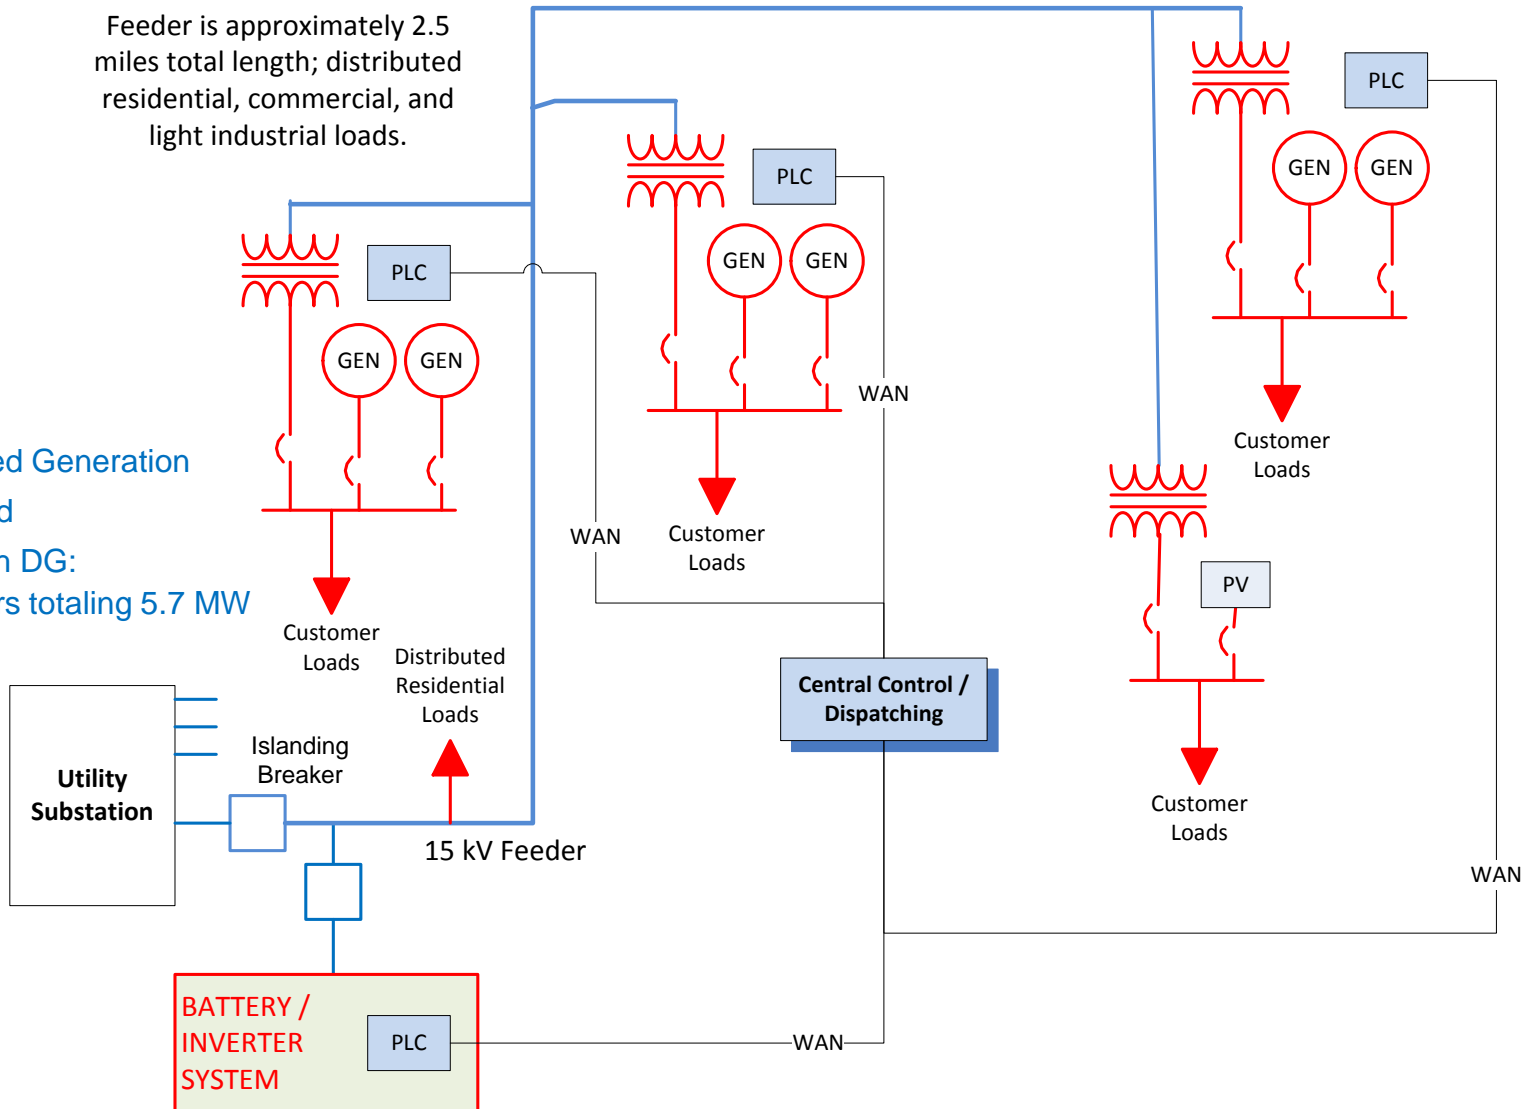 Feeder is approximately 2.5
miles total length; distributed
residential, commercial, and
light industrial loads.
PLC
GEN
GEN
Customer
Loads
PLC
GEN
GEN
WAN
Customer
Loads
PLC
GEN
GEN
WAN
Customer
Loads
ed Generation
d
n DG:
rs totaling 5.7 MW
PV
Customer
Loads
Distributed
Residential
Loads
Central Control /
Dispatching
Utility
Substation
Islanding
Breaker
15 kV Feeder
WAN
BATTERY /
INVERTER
SYSTEM
PLC
WAN